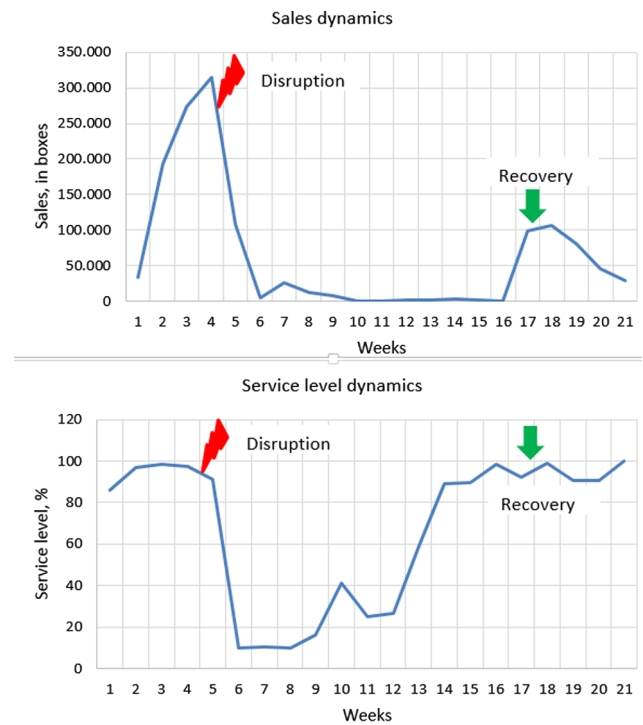 Sales dynamics
350.000
300.000
250.000
200.000
150.000
100.000
50.000
0
Sales, in boxes
Disruption
Recovery
1 2 3 4 5 6 7 8 9 10 11 12 13 14 15 16 17 18 19 20 21
Weeks
Service level dynamics
120
100
80
60
40
20
0
Service level, %
Disruption
Recovery
1 2 3 4 5 6 7 8 9 10 11 12 13 14 15 16 17 18 19 20 21
Weeks